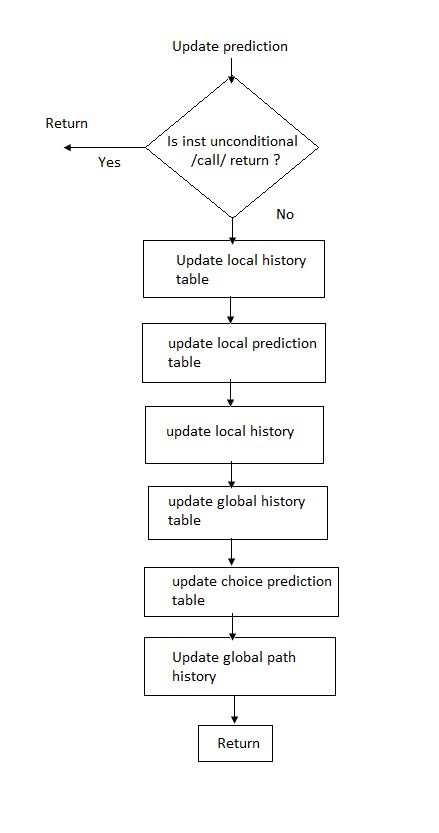 Update prediction
Return
Is inst unconditional
/call/ return ?
Yes
No
Update local history
table
update local prediction
table
update local history
update global history
table
update choice prediction
table
Update global path
history
Return